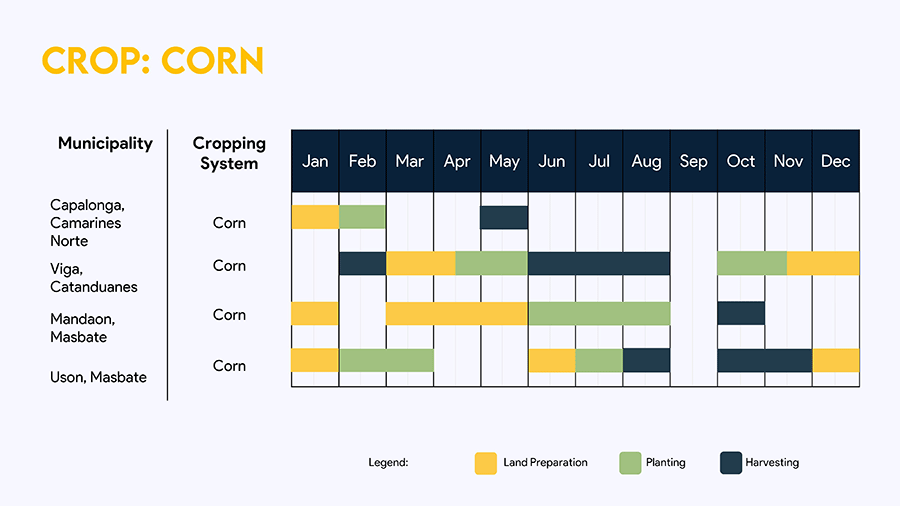 CROP: CORN
Municipality
Cropping
System
Jan Feb Mar Apr May Jun Jul Aug Sep Oct Nov Dec
Capalonga,
Camarines
Norte
Corn
Viga,
Catanduanes
Corn
Mandaon,
Masbate
Corn
Uson, Masbate
Corn
Legend:
Land Preparation
Planting
Harvesting